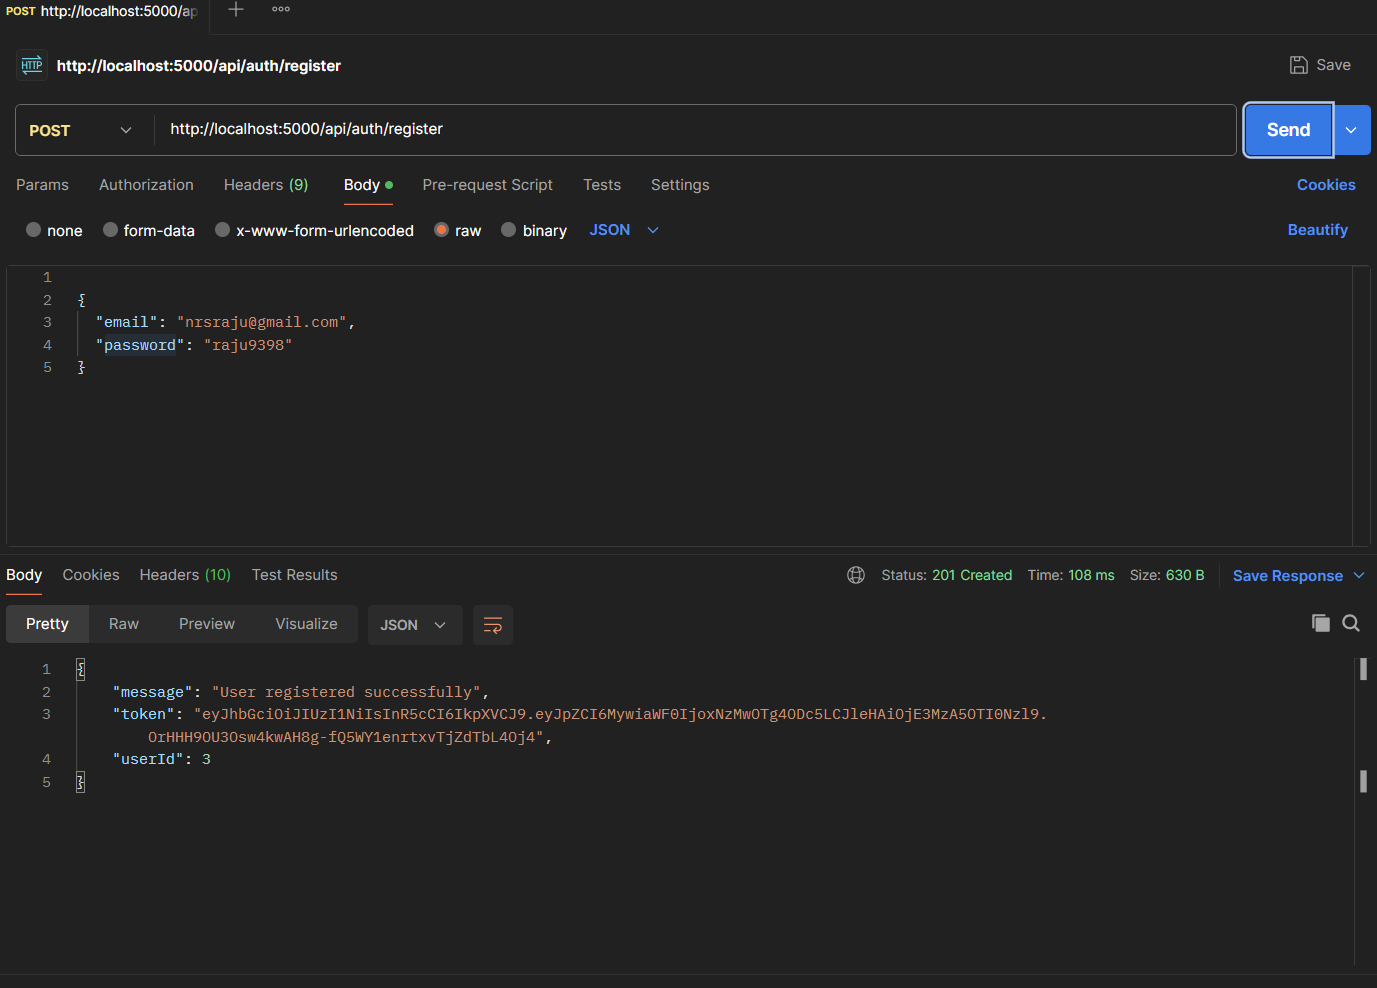 POST http://localhost:5000/ap
HTTP http://localhost:5000/api/auth/register
Save
POST http://localhost:5000/api/auth/register
Send
Params Authorization Headers (9) Body Pre-request Script Tests Settings Cookies
none form-data x-www-form-urlencoded raw binary JSON Beautify
1
2 {
3 "email": "nrsraju@gmail.com",
4 "password": "raju9398"
5 }
Body Cookies Headers (10) Test Results Status: 201 Created Time: 108 ms Size: 630 B Save Response
Pretty Raw Preview Visualize JSON
1 {
2 "message": "User registered successfully",
3 "token": "eyJhbGciOiJIUzI1NiIsInR5cCI6IkpXVCJ9.eyJpZCI6MywiaWF0IjoxNzMwOTg4ODc5LCJleHAiOjE3MzA5OTI0Nzl9.
OrHHH9OU3Osw4kwAH8g-fQ5WY1enrtxvTjZdTbL4Oj4",
4 "userId": 3
5 }